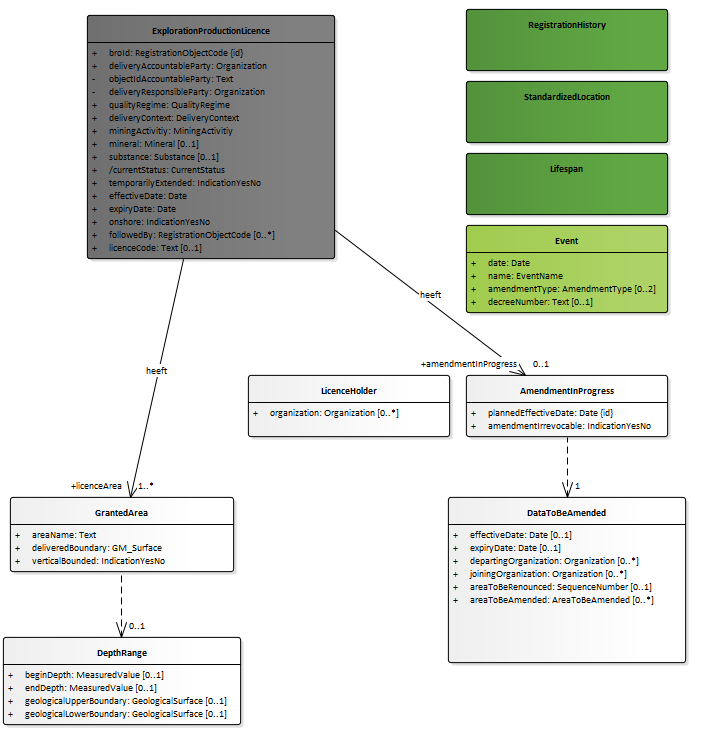 ExplorationProductionLicence
+ broId: RegistrationObjectCode {id}
+ deliveryAccountableParty: Organization
- objectIdAccountableParty: Text
- deliveryResponsibleParty: Organization
+ qualityRegime: QualityRegime
+ deliveryContext: DeliveryContext
+ miningActivitiy: MiningActivitiy
+ mineral: Mineral [0..1]
+ substance: Substance [0..1]
+ /currentStatus: CurrentStatus
+ temporarilyExtended: IndicationYesNo
+ effectiveDate: Date
+ expiryDate: Date
+ onshore: IndicationYesNo
+ followedBy: RegistrationObjectCode [0..*]
+ licenceCode: Text [0..1]
RegistrationHistory
StandardizedLocation
Lifespan
Event
+ date: Date
+ name: EventName
+ amendmentType: AmendmentType [0..2]
+ decreeNumber: Text [0..1]
heeft
heeft
+amendmentInProgress 0..1
LicenceHolder
+ organization: Organization [0..*]
AmendmentInProgress
+ plannedEffectiveDate: Date {id}
+ amendmentIrrevocable: IndicationYesNo
+licenceArea 1..*
1
GrantedArea
+ areaName: Text
+ deliveredBoundary: GM_Surface
+ verticalBounded: IndicationYesNo
DataToBeAmended
+ effectiveDate: Date [0..1]
+ expiryDate: Date [0..1]
+ departingOrganization: Organization [0..*]
+ joiningOrganization: Organization [0..*]
+ areaToBeRenounced: SequenceNumber [0..1]
+ areaToBeAmended: AreaToBeAmended [0..*]
0..1
DepthRange
+ beginDepth: MeasuredValue [0..1]
+ endDepth: MeasuredValue [0..1]
+ geologicalUpperBoundary: GeologicalSurface [0..1]
+ geologicalLowerBoundary: GeologicalSurface [0..1]